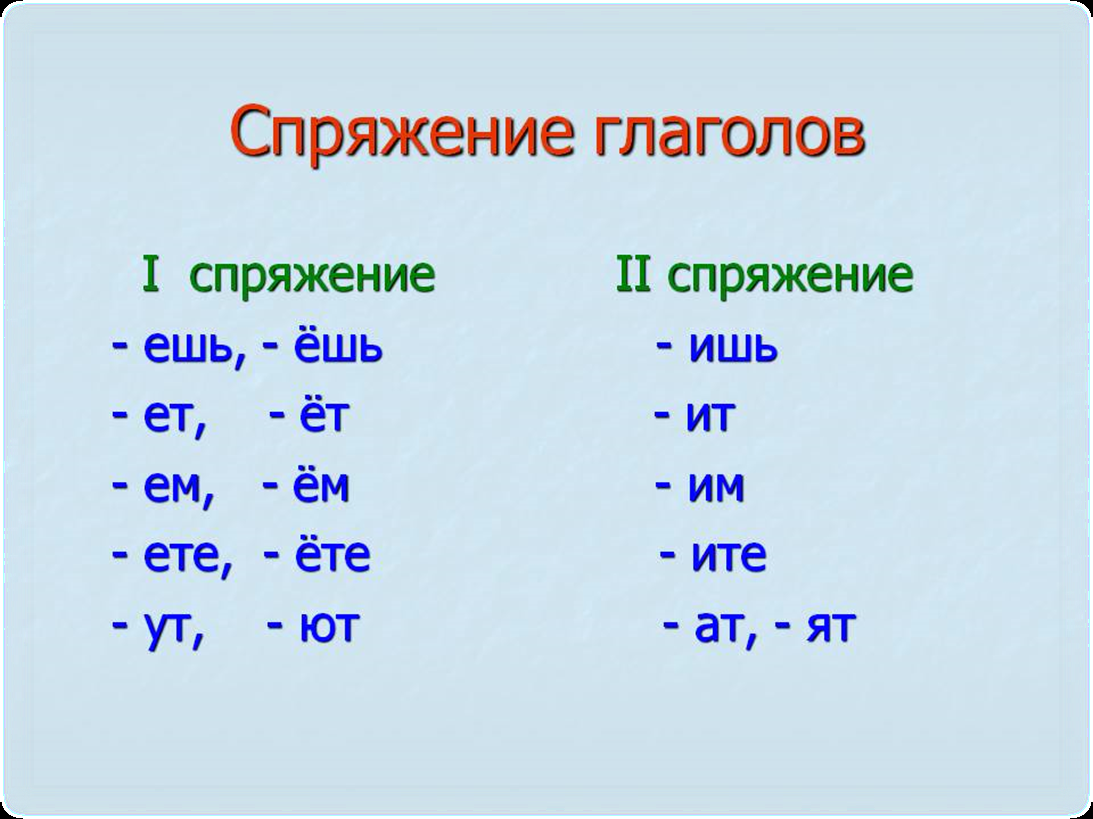 Спряжение глаголов
I спряжение II спряжение
- ешь, - ёшь - ишь
- ет, - ёт - ит
- ем, - ём - им
- ете, - ёте - ите
- ут, - ют - ат, - ят